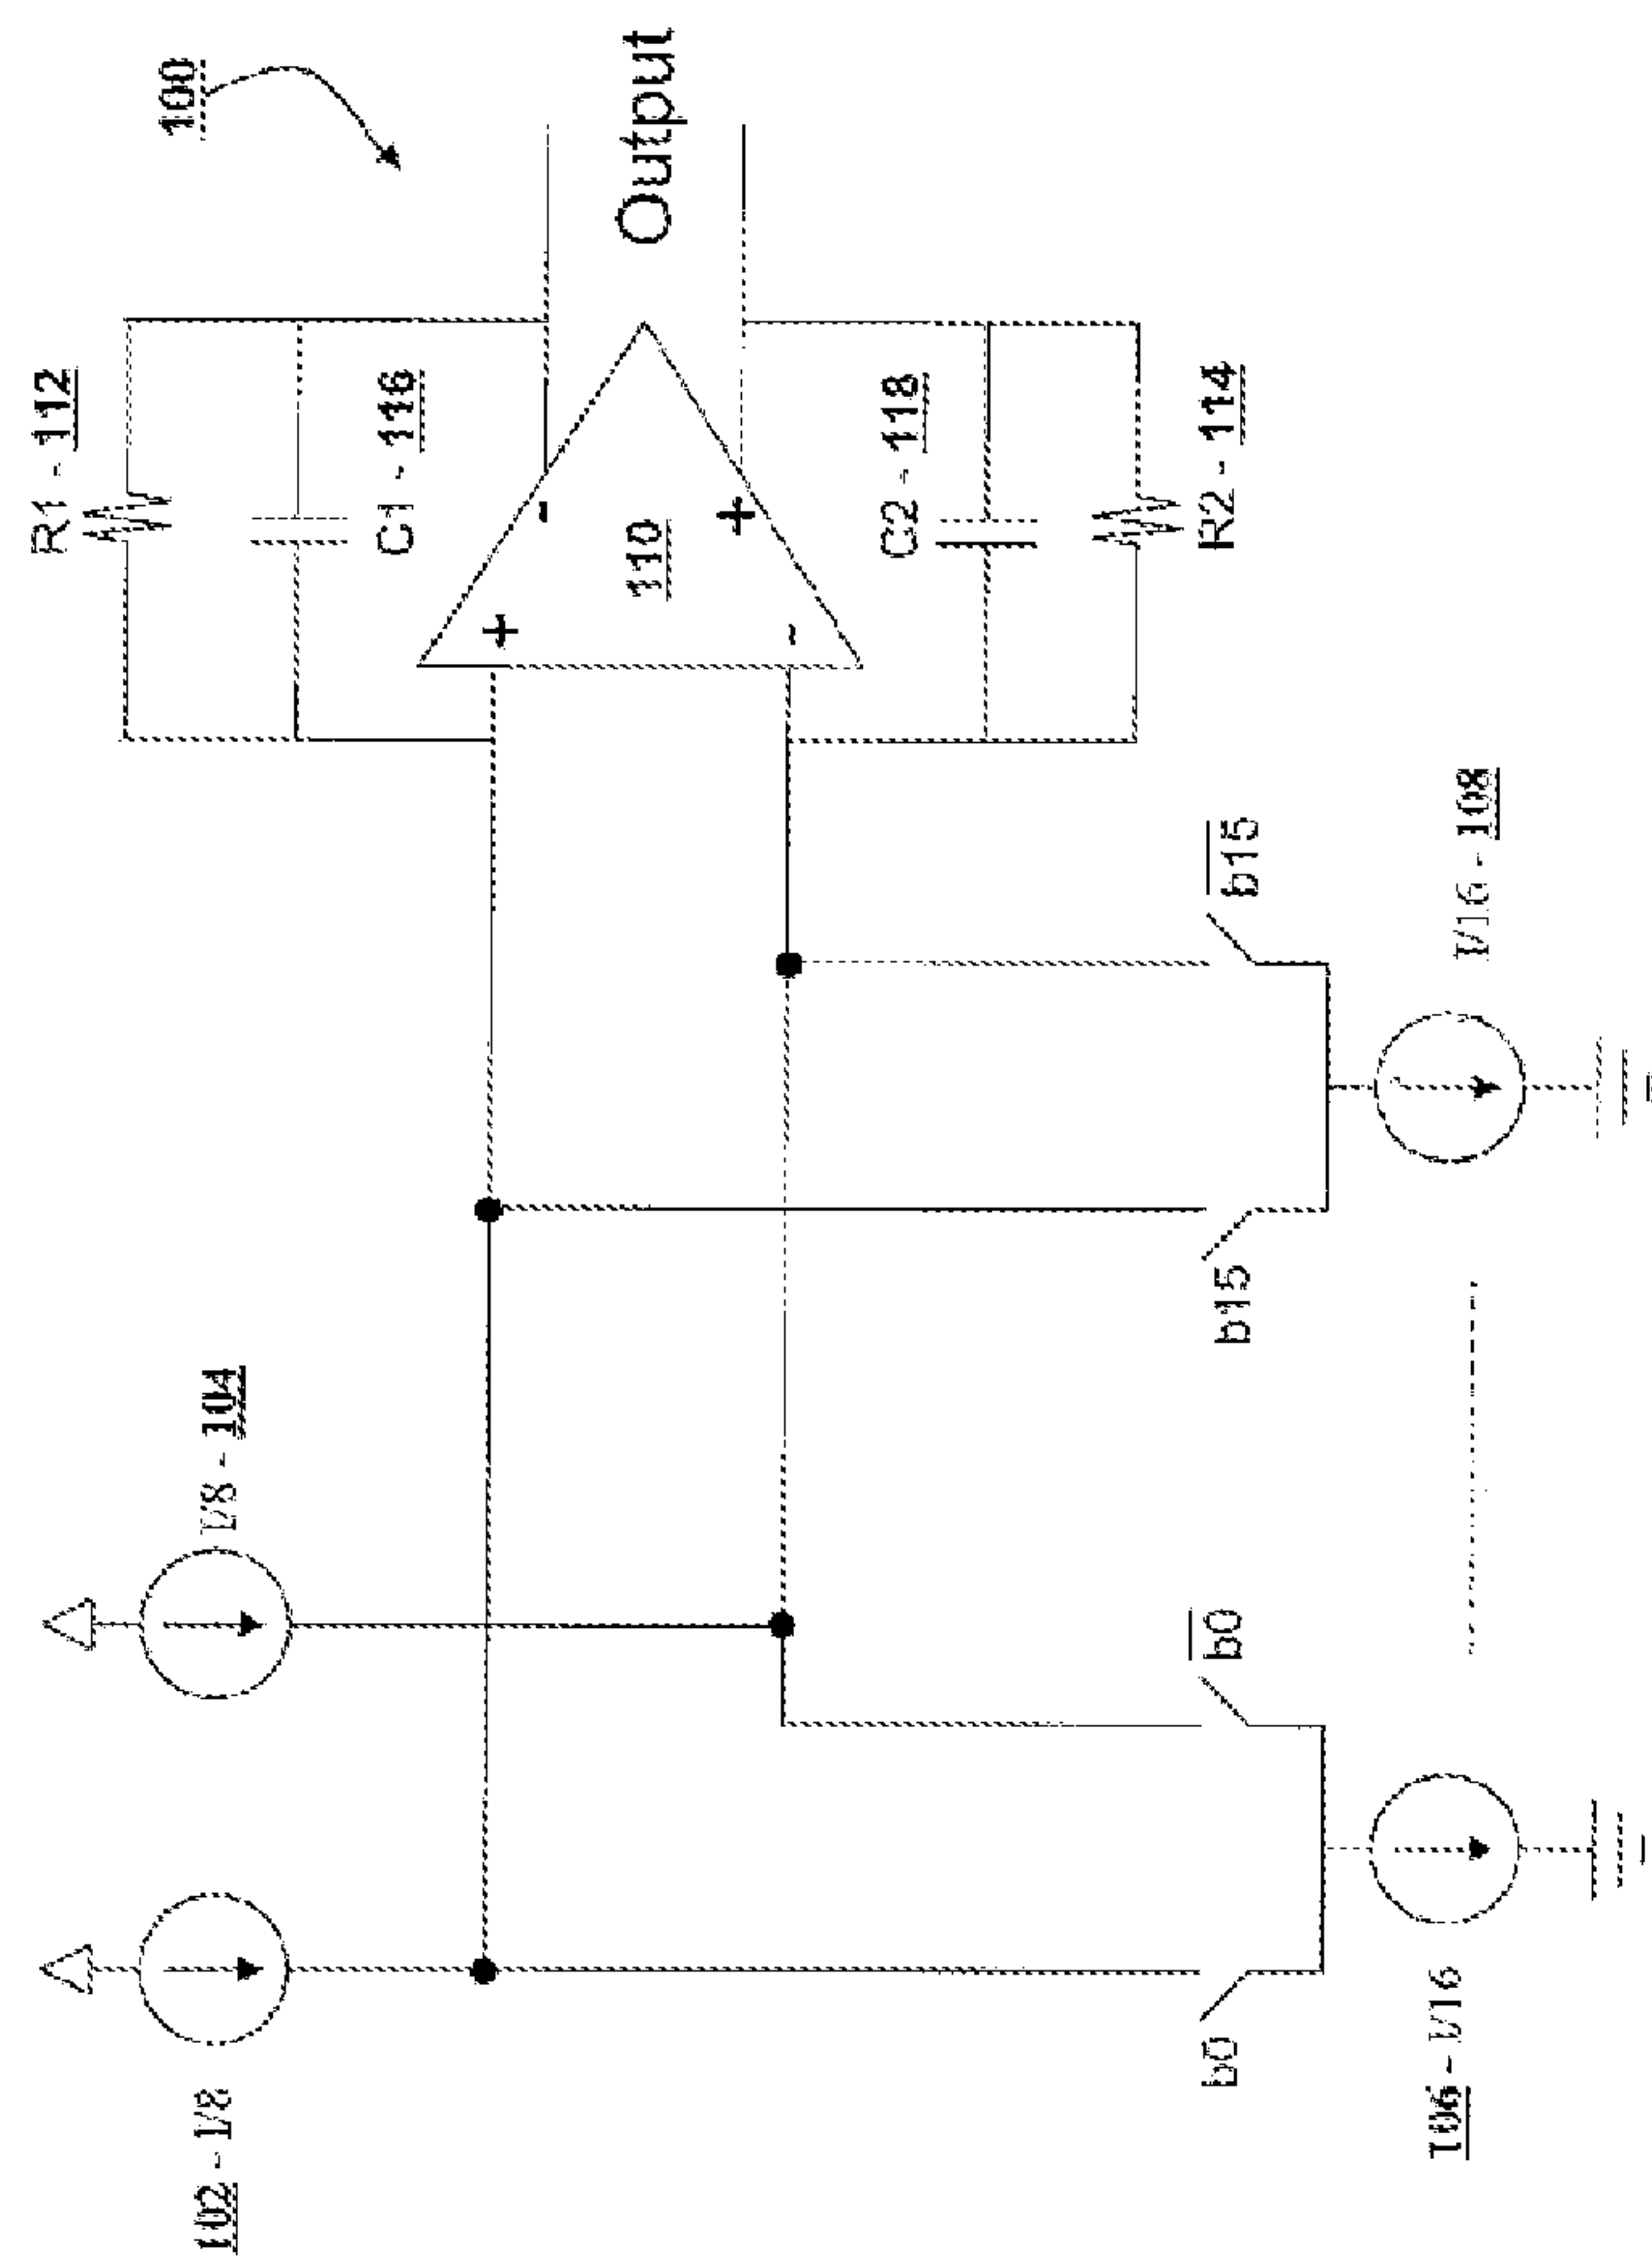 100
R1 - 112
C1 - 116
+
-
110
Output
-
+
C2 - 118
R2 - 114
102 - I/8
I/8 - 104
b0
b0
b15
b15
106 - I/16
I/16 - 108